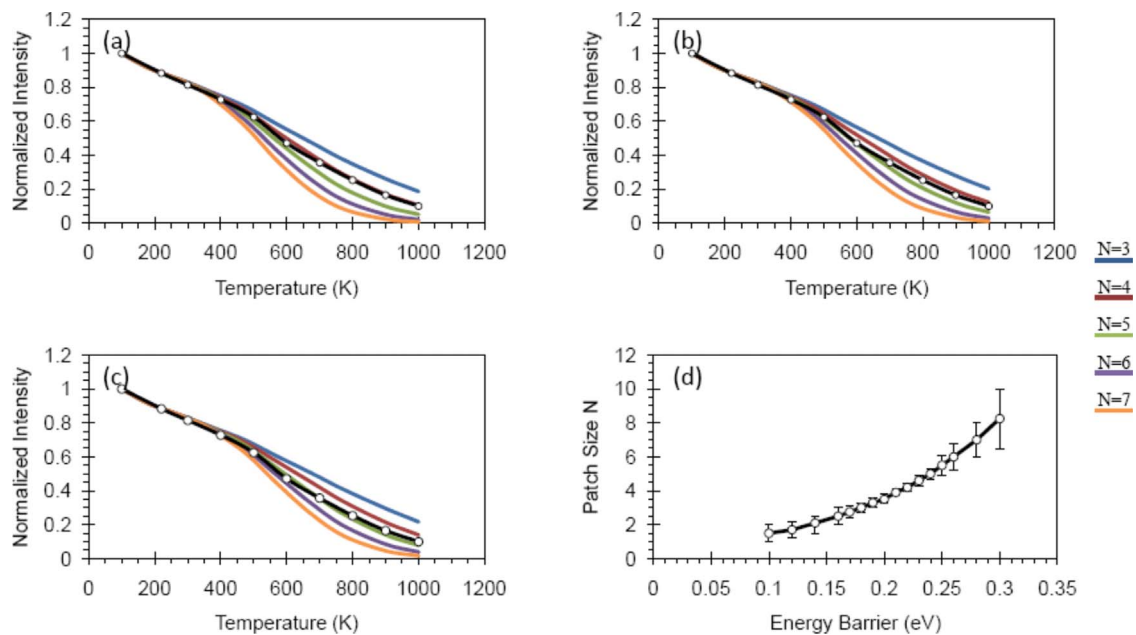 (a)
Normalized Intensity
1.2
1
0.8
0.6
0.4
0.2
0
0 200 400 600 800 1000 1200
Temperature (K)
(b)
Normalized Intensity
1.2
1
0.8
0.6
0.4
0.2
0
0 200 400 600 800 1000 1200
Temperature (K)
N=3
N=4
N=5
N=6
N=7
(c)
Normalized Intensity
1.2
1
0.8
0.6
0.4
0.2
0
0 200 400 600 800 1000 1200
Temperature (K)
(d)
Patch Size N
12
10
8
6
4
2
0
0 0.05 0.1 0.15 0.2 0.25 0.3 0.35
Energy Barrier (eV)